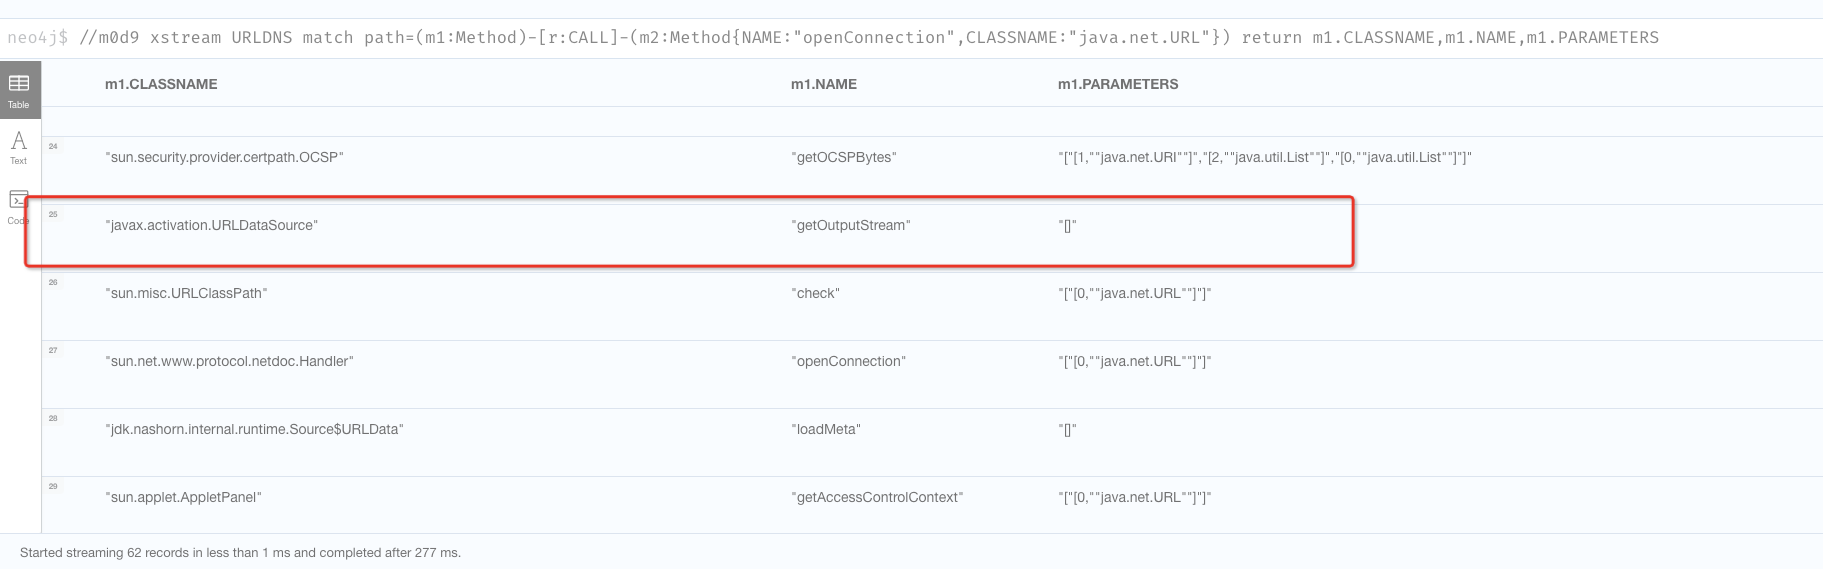 neo4j$ //m0d9 xstream URLDNS match path=(m1:Method)-[r:CALL]-(m2:Method{NAME:"openConnection",CLASSNAME:"java.net.URL"}) return m1.CLASSNAME,m1.NAME,m1.PARAMETERS
m1.CLASSNAME m1.NAME m1.PARAMETERS
Table
24 "sun.security.provider.certpath.OCSP" "getOCSPBytes" "["[1,""java.net.URI""]","[2,""java.util.List""]","[0,""java.util.List""]"]"
Text
25 "javax.activation.URLDataSource" "getOutputStream" "[]"
Code
26 "sun.misc.URLClassPath" "check" "["[0,""java.net.URL""]"]"
27 "sun.net.www.protocol.netdoc.Handler" "openConnection" "["[0,""java.net.URL""]"]"
28 "jdk.nashorn.internal.runtime.Source$URLData" "loadMeta" "[]"
29 "sun.applet.AppletPanel" "getAccessControlContext" "["[0,""java.net.URL""]"]"
Started streaming 62 records in less than 1 ms and completed after 277 ms.